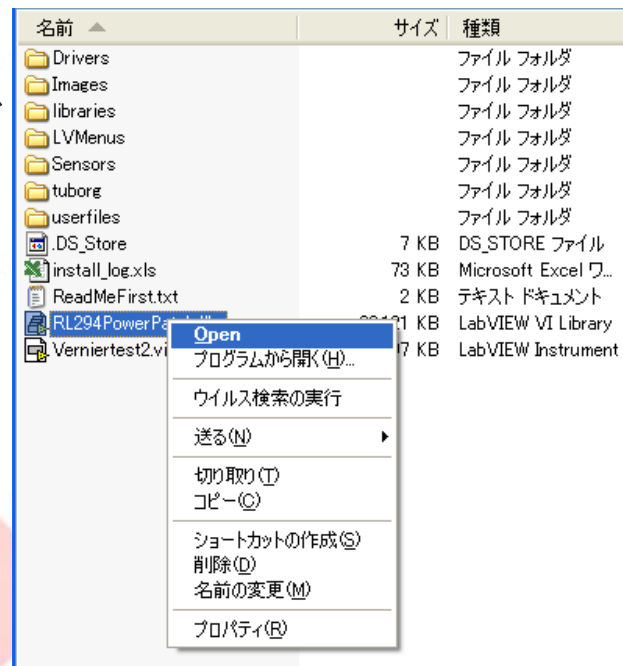 名前 サイズ 種類
Drivers ファイル フォルダ
Images ファイル フォルダ
libraries ファイル フォルダ
LVMenus ファイル フォルダ
Sensors ファイル フォルダ
tuborg ファイル フォルダ
userfiles ファイル フォルダ
.DS_Store 7 KB DS_STORE ファイル
install_log.xls 73 KB Microsoft Excel ワ...
ReadMeFirst.txt 2 KB テキスト ドキュメント
RL294PowerPa KB LabVIEW VI Library
Verniertest2.vi 7 KB LabVIEW Instrument
Open
プログラムから開く(H)...
ウイルス検索の実行
送る(N)
切り取り(T)
コピー(C)
ショートカットの作成(S)
削除(D)
名前の変更(M)
プロパティ(R)